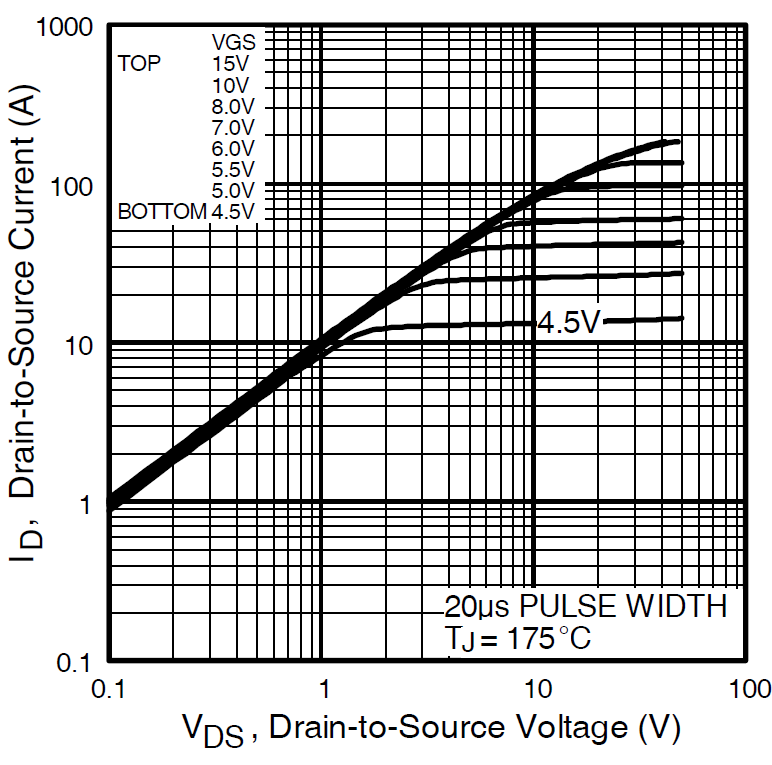 1000
VGS
TOP 15V
10V
8.0V
7.0V
6.0V
5.5V
5.0V
BOTTOM 4.5V
100
10
1
0.1
4.5V
20µs PULSE WIDTH
TJ = 175°C
0.1 1 10 100
ID, Drain-to-Source Current (A)
VDS , Drain-to-Source Voltage (V)